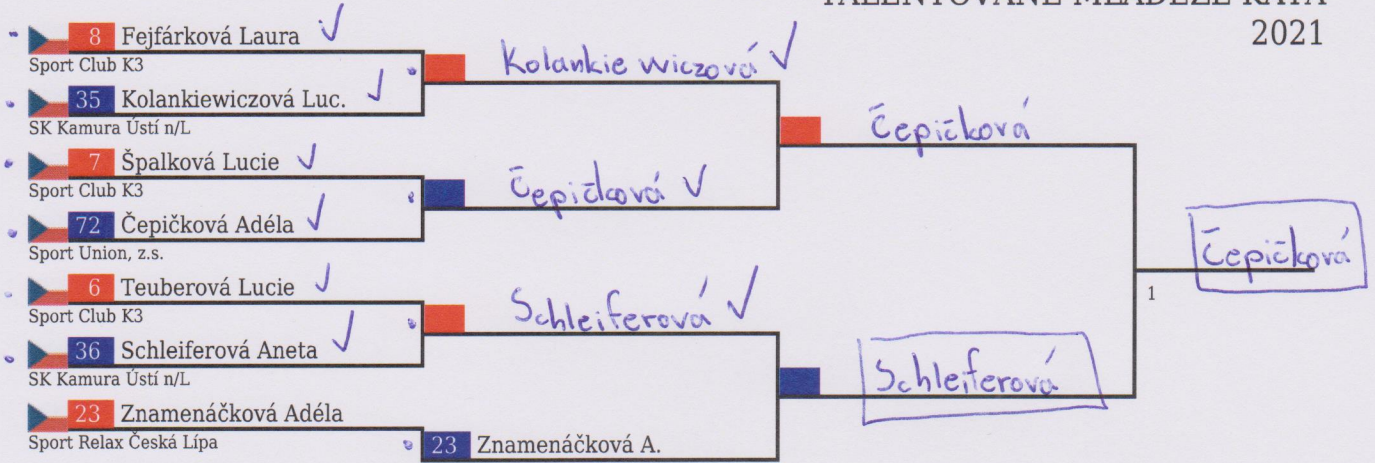 TALENTOVANÉ MLÁDEŽE KATA
2021
8 Fejfárková Laura
Sport Club K3
35 Kolankiewiczová Luc.
SK Kamura Ústí n/L
7 Špalková Lucie
Sport Club K3
72 Čepičková Adéla
Sport Union, z.s.
6 Teuberová Lucie
Sport Club K3
36 Schleiferová Aneta
SK Kamura Ústí n/L
23 Znamenáčková Adéla
Sport Relax Česká Lípa
Kolankiewiczová
Čepičková
Schleiferová
23 Znamenáčková A.
Čepičková
Schleiferová
Čepičková
1